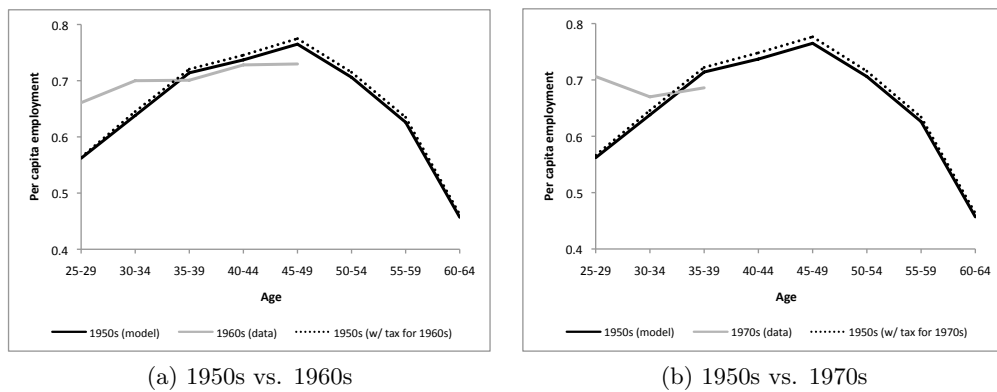 0.8
0.7
0.6
0.5
0.4
Per capita employment
25-29 30-34 35-39 40-44 45-49 50-54 55-59 60-64
Age
1950s (model) 1960s (data) 1950s (w/ tax for 1960s)
(a) 1950s vs. 1960s
0.8
0.7
0.6
0.5
0.4
Per capita employment
25-29 30-34 35-39 40-44 45-49 50-54 55-59 60-64
Age
1950s (model) 1970s (data) 1950s (w/ tax for 1970s)
(b) 1950s vs. 1970s